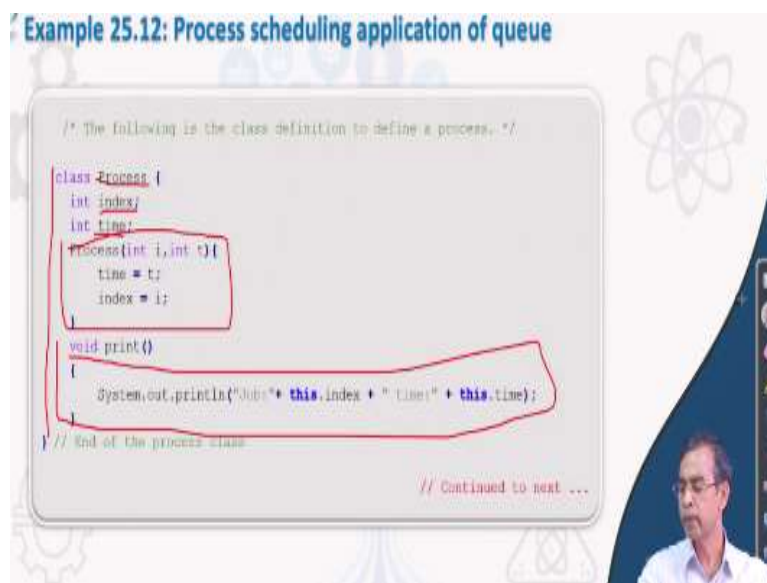 Example 25.12: Process scheduling application of queue
/* The following is the class definition to define a process. */
class Process {
int index;
int time;
Process(int i,int t){
time = t;
index = i;
}
void print()
{
System.out.println("Job:"+ this.index + " time:" + this.time);
}
} // End of the process class
// Continued to next ...